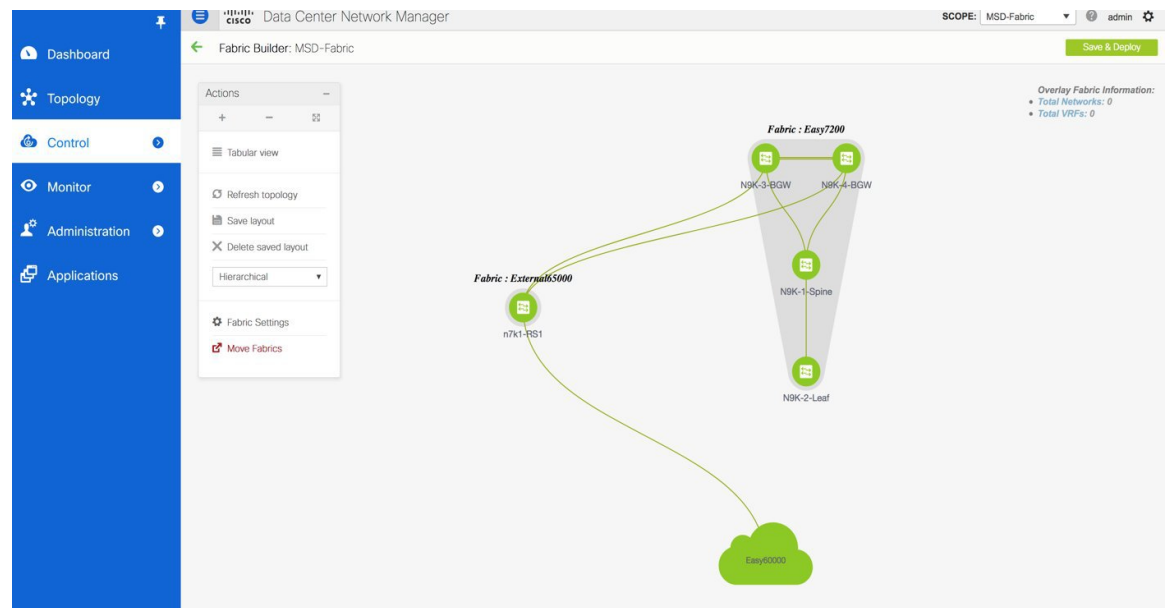 CISCO Data Center Network Manager
SCOPE: MSD-Fabric
admin
Fabric Builder: MSD-Fabric
Save & Deploy
Dashboard
Topology
Control
Monitor
Administration
Applications
Actions
Tabular view
Refresh topology
Save layout
Delete saved layout
Hierarchical
Fabric Settings
Move Fabrics
Overlay Fabric Information:
Total Networks: 0
Total VRFs: 0
Fabric : Easy7200
N9K-3-BGW N9K-4-BGW
N9K-1-Spine
N9K-2-Leaf
Fabric : External65000
n7k1-RS1
Easy60000